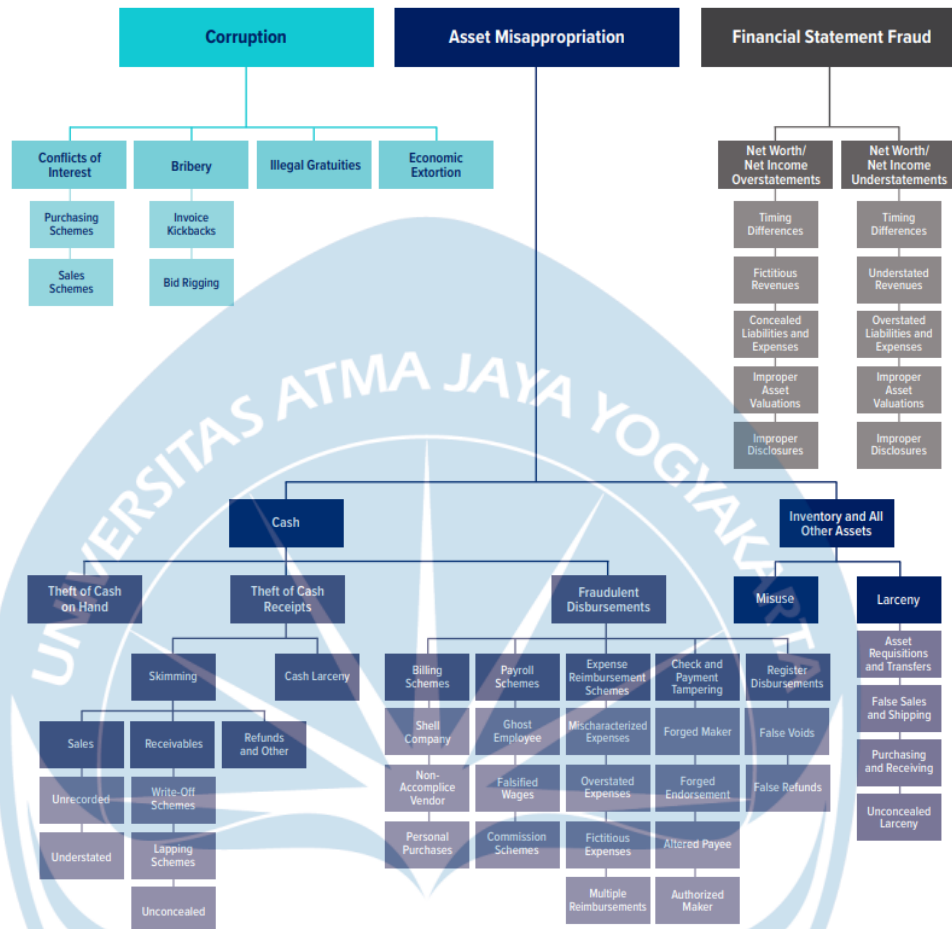 Corruption
Asset Misappropriation
Financial Statement Fraud
Conflicts of
Interest
Bribery
Illegal Gratuities
Economic
Extortion
Purchasing
Schemes
Invoice
Kickbacks
Sales
Schemes
Bid Rigging
Net Worth/
Net Income
Overstatements
Net Worth/
Net Income
Understatements
Timing
Differences
Timing
Differences
Fictitious
Revenues
Understated
Revenues
Concealed
Liabilities and
Expenses
Overstated
Liabilities and
Expenses
Improper
Asset
Valuations
Improper
Asset
Valuations
Improper
Disclosures
Improper
Disclosures
UNIVERSITAS ATMA JAYA YOGYAKARTA
Cash
Inventory and All
Other Assets
Theft of Cash
on Hand
Theft of Cash
Receipts
Fraudulent
Disbursements
Misuse
Larceny
Skimming
Cash Larceny
Sales
Receivables
Refunds
and Other
Unrecorded
Write-Off
Schemes
Understated
Lapping
Schemes
Unconcealed
Billing
Schemes
Payroll
Schemes
Expense
Reimbursement
Schemes
Check and
Payment
Tampering
Register
Disbursements
Shell
Company
Ghost
Employee
Mischaracterized
Expenses
Forged Maker
False Voids
Non-
Accomplice
Vendor
Falsified
Wages
Overstated
Expenses
Forged
Endorsement
False Refunds
Personal
Purchases
Commission
Schemes
Fictitious
Expenses
Altered Payee
Multiple
Reimbursements
Authorized
Maker
Asset
Requisitions
and Transfers
False Sales
and Shipping
Purchasing
and Receiving
Unconcealed
Larceny